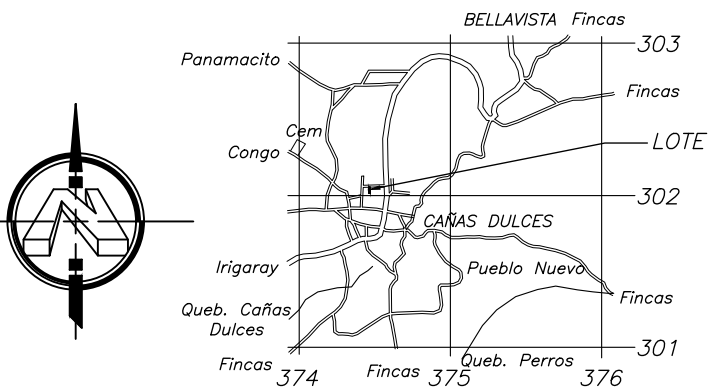 BELLAVISTA Fincas
303
Panamacito
Fincas
Cem
Congo
LOTE
302
CAÑAS DULCES
Irigaray
Pueblo Nuevo
Fincas
Queb. Cañas
Dulces
301
Fincas
Fincas
Queb. Perros
374
375
376
N